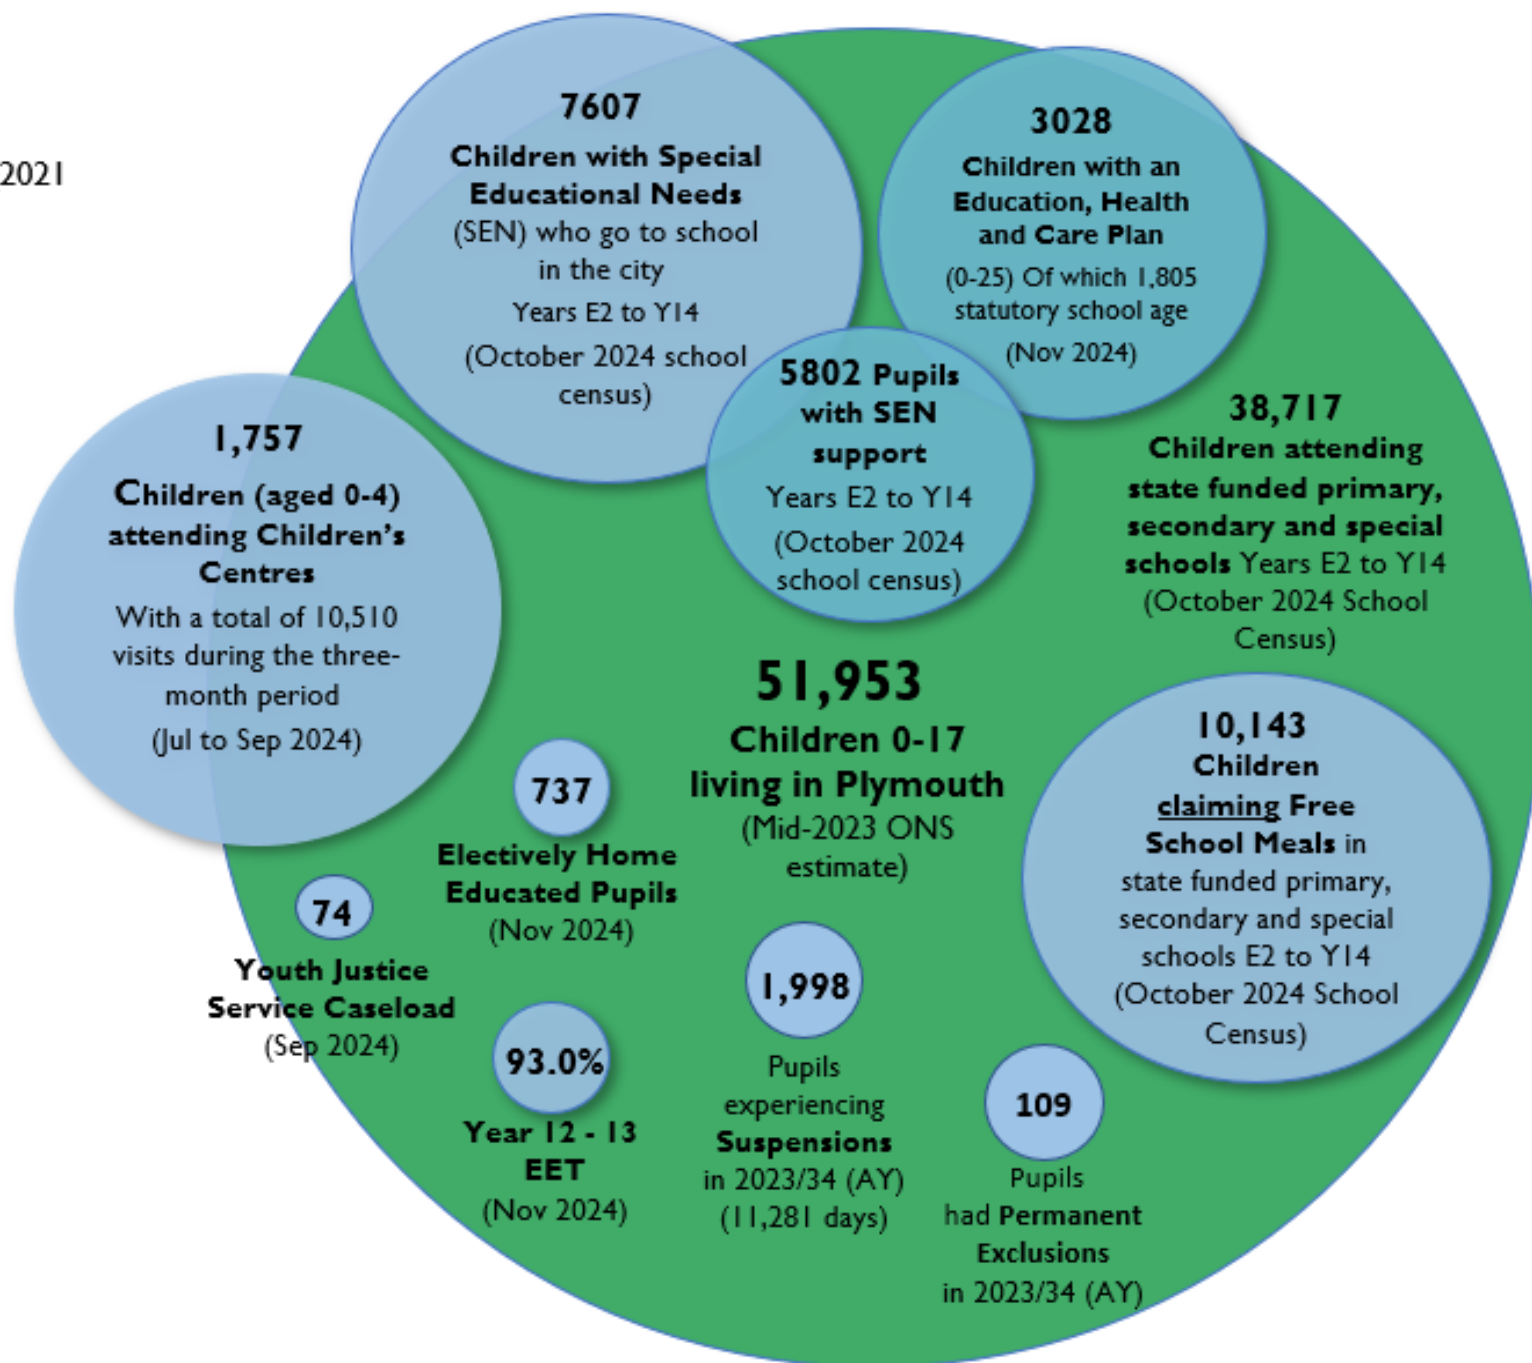 2021
7607
Children with Special
Educational Needs
(SEN) who go to school
in the city
Years E2 to Y14
(October 2024 school
census)
3028
Children with an
Education, Health
and Care Plan
(0-25) Of which 1,805
statutory school age
(Nov 2024)
5802 Pupils
with SEN
support
Years E2 to Y14
(October 2024
school census)
38,717
Children attending
state funded primary,
secondary and special
schools Years E2 to Y14
(October 2024 School
Census)
1,757
Children (aged 0-4)
attending Children's
Centres
With a total of 10,510
visits during the three-
month period
(Jul to Sep 2024)
51,953
Children 0-17
living in Plymouth
(Mid-2023 ONS
estimate)
10,143
Children
claiming Free
School Meals in
state funded primary,
secondary and special
schools E2 to Y14
(October 2024 School
Census)
737
Electively Home
Educated Pupils
(Nov 2024)
74
Youth Justice
Service Caseload
(Sep 2024)
93.0%
Year 12 - 13
EET
(Nov 2024)
1,998
Pupils
experiencing
Suspensions
in 2023/34 (AY)
(11,281 days)
109
Pupils
had Permanent
Exclusions
in 2023/34 (AY)